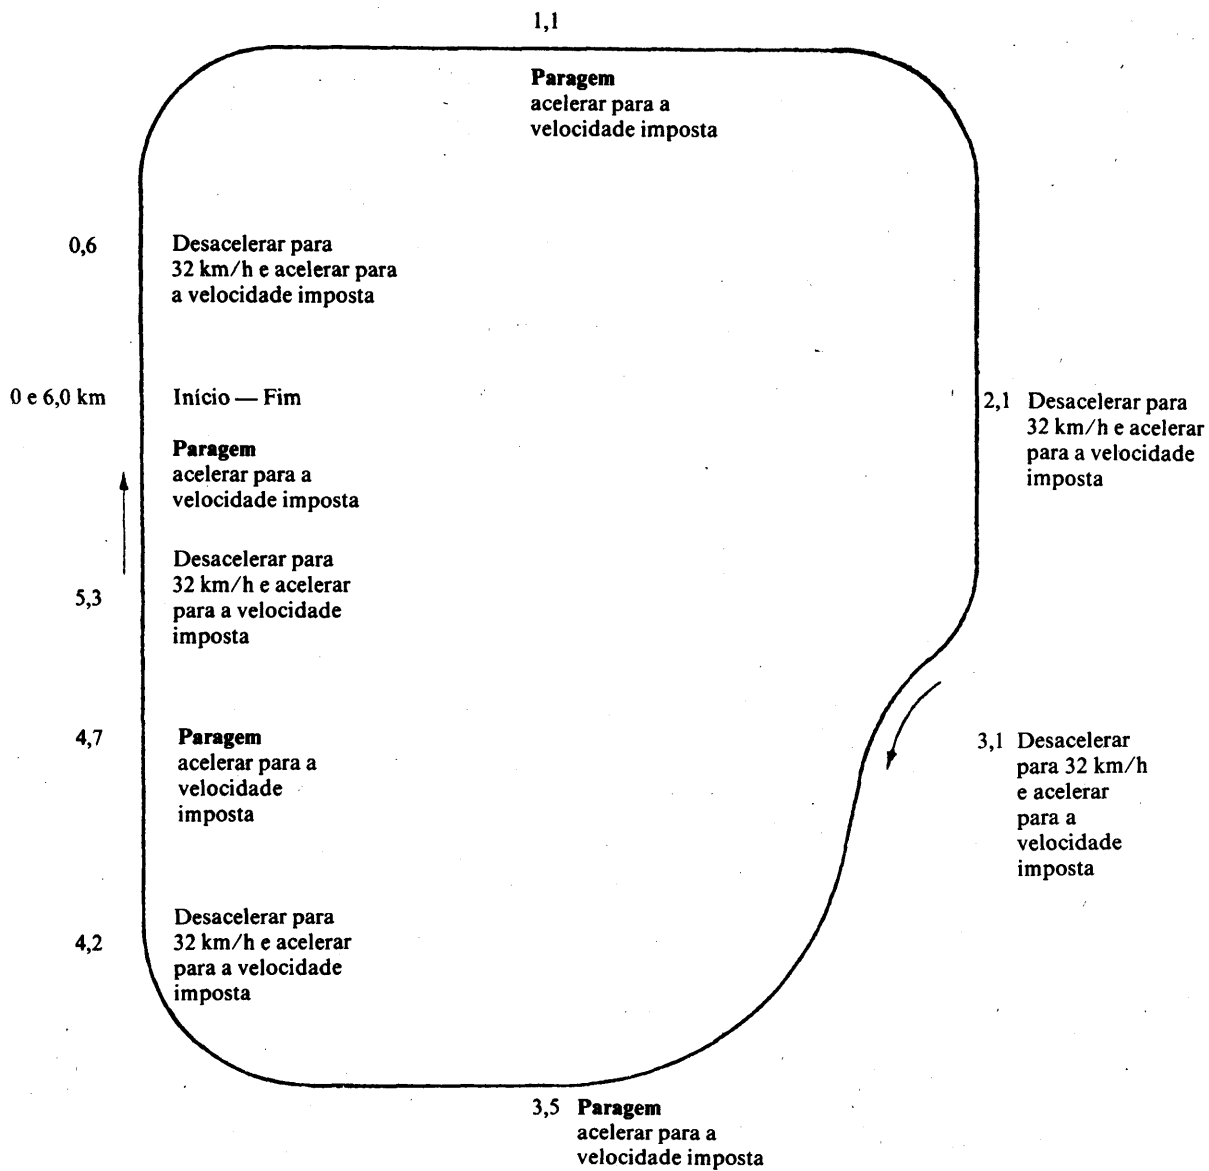 1,1
Paragem
acelerar para a
velocidade imposta
0,6
Desacelerar para
32 km/h e acelerar para
a velocidade imposta
0 e 6,0 km
Início — Fim
Paragem
acelerar para a
velocidade imposta
2,1 Desacelerar para
32 km/h e acelerar
para a velocidade
imposta
5,3
Desacelerar para
32 km/h e acelerar
para a velocidade
imposta
4,7
Paragem
acelerar para a
velocidade
imposta
3,1 Desacelerar
para 32 km/h
e acelerar
para a
velocidade
imposta
4,2
Desacelerar para
32 km/h e acelerar
para a velocidade
imposta
3,5 Paragem
acelerar para a
velocidade imposta